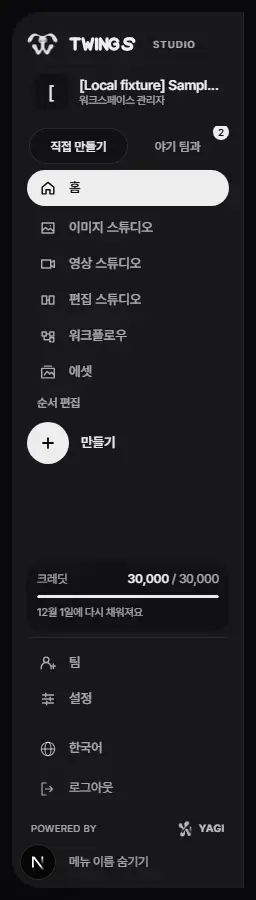 TWINGS STUDIO
[
[Local fixture] Sampl...
워크스페이스 관리자
직접 만들기
야기 팀과
2
홈
이미지 스튜디오
영상 스튜디오
편집 스튜디오
워크플로우
에셋
순서 편집
만들기
크레딧 30,000 / 30,000
12월 1일에 다시 채워져요
팀
설정
한국어
로그아웃
POWERED BY YAGI
N
메뉴 이름 숨기기